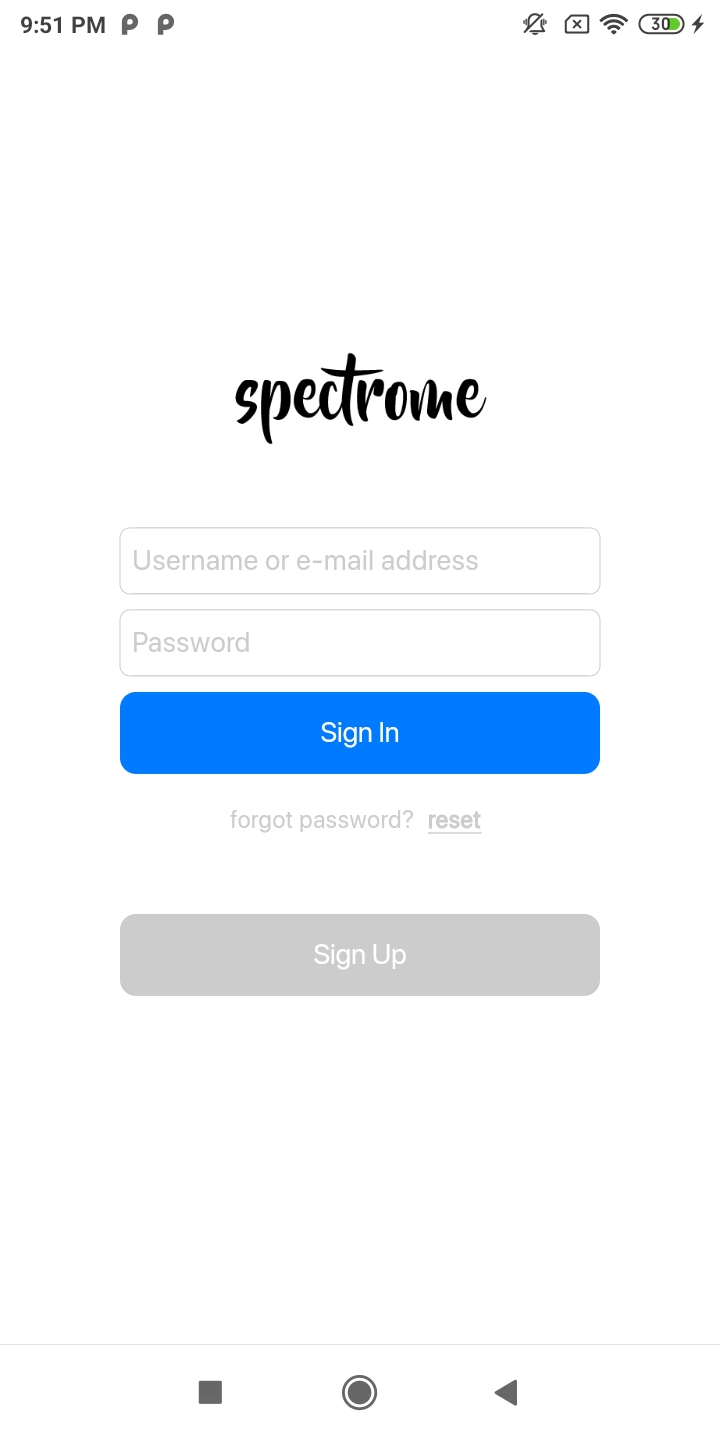 9:51 PM
30
spectrome
Username or e-mail address
Password
Sign In
forgot password? reset
Sign Up